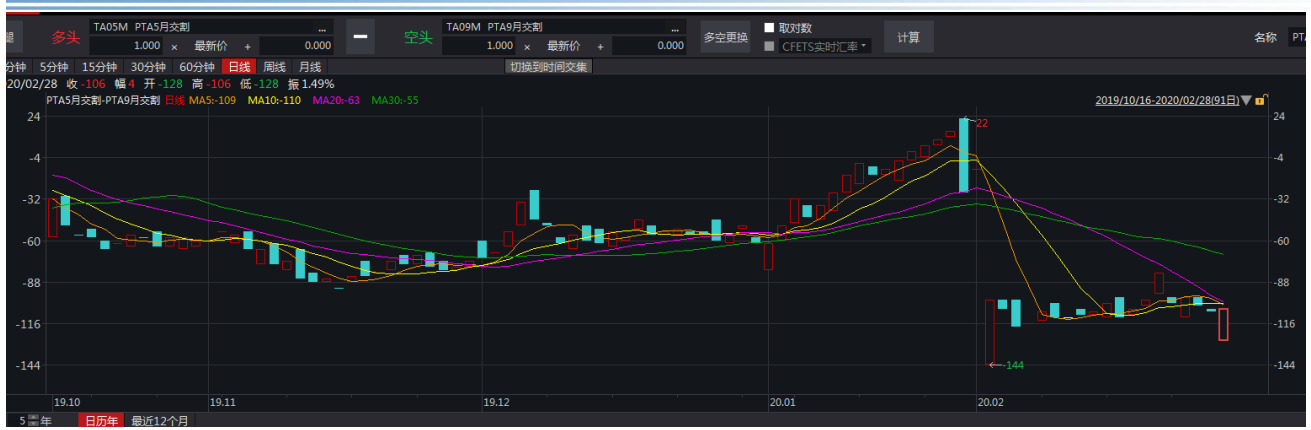 多头 TA05M PTA5月交割 ... 空头 TA09M PTA9月交割 ... 多空更换 取对数 计算 名称 PTA
1.000 × 最新价 + 0.000 1.000 × 最新价 + 0.000 CFETS实时汇率
分钟 5分钟 15分钟 30分钟 60分钟 日线 周线 月线 切换到时间交集
20/02/28 收 -106 幅 4 开 -128 高 -106 低 -128 振 1.49%
PTA5月交割-PTA9月交割 日线 MA5:-109 MA10:-110 MA20:-63 MA30:-55 2019/10/16-2020/02/28(91日)
24 22 24
-4 -4
-32 -32
-60 -60
-88 -88
-116 -116
-144 -144 -144
19.10 19.11 19.12 20.01 20.02
5 年 日历年 最近12个月